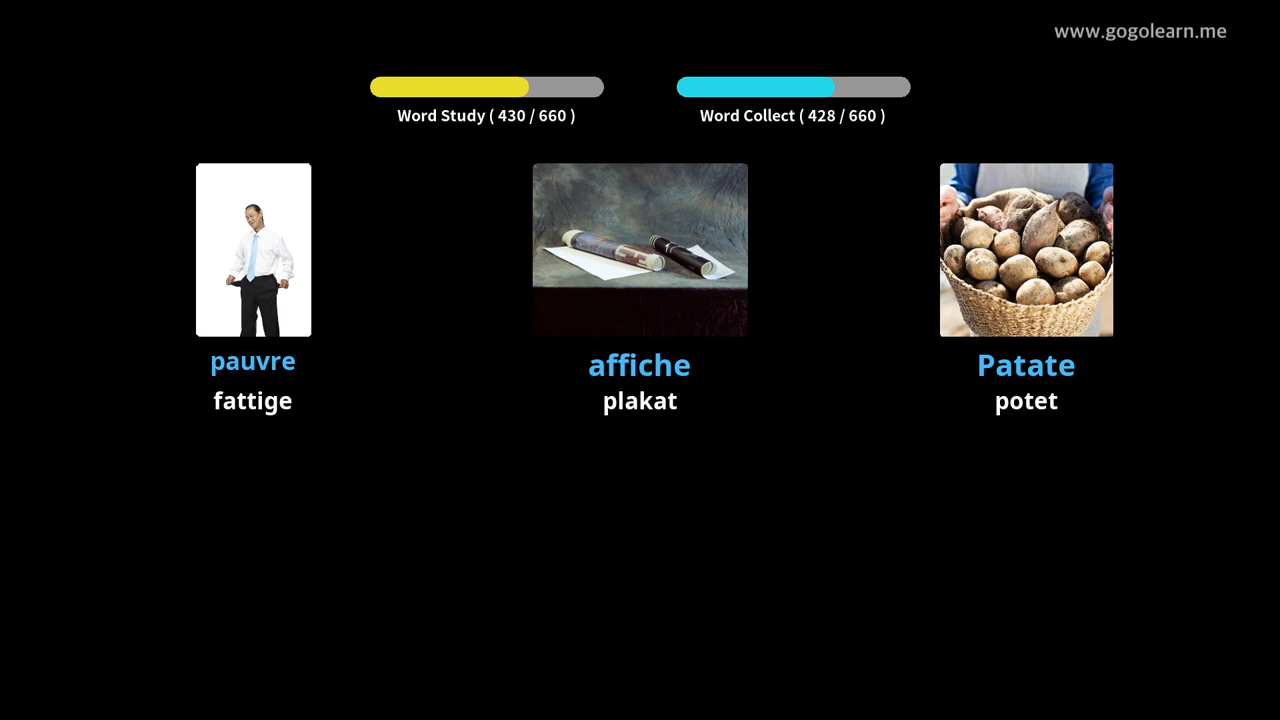 www.gogolearn.me
Word Study ( 430 / 660 )
Word Collect ( 428 / 660 )
pauvre
affiche
Patate
fattige
plakat
potet